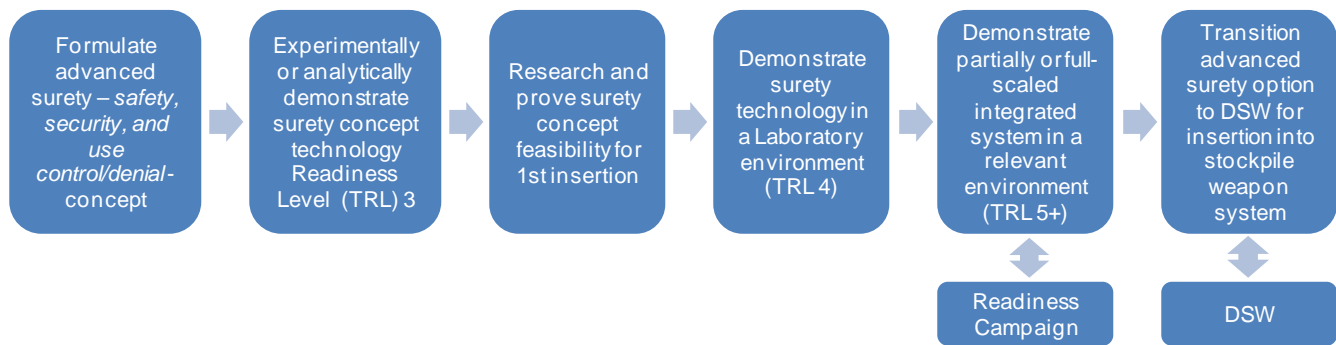 Formulate
advanced
surety – safety,
security, and
use
control/denial-
concept
Experimentally
or analytically
demonstrate
surety concept
technology
Readiness
Level (TRL) 3
Research and
prove surety
concept
feasibility for
1st insertion
Demonstrate
surety
technology in
a Laboratory
environment
(TRL 4)
Demonstrate
partially or full-
scaled
integrated
system in a
relevant
environment
(TRL 5+)
Transition
advanced
surety option
to DSW for
insertion into
stockpile
weapon
system
Readiness
Campaign
DSW